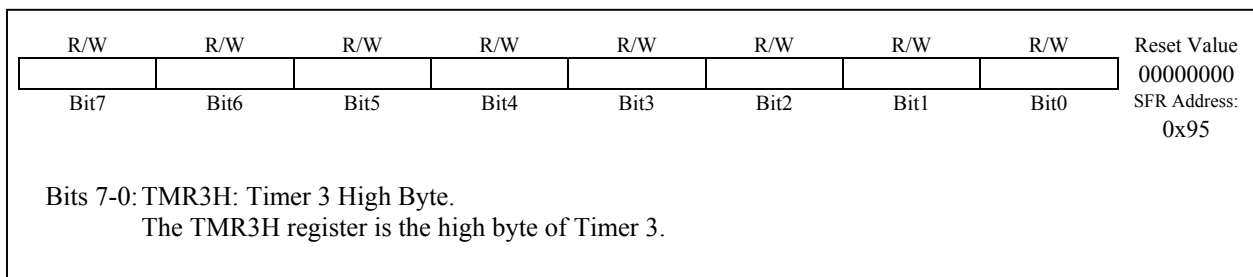 R/W R/W R/W R/W R/W R/W R/W R/W Reset Value
00000000
Bit7 Bit6 Bit5 Bit4 Bit3 Bit2 Bit1 Bit0 SFR Address:
0x95
Bits 7-0: TMR3H: Timer 3 High Byte.
The TMR3H register is the high byte of Timer 3.